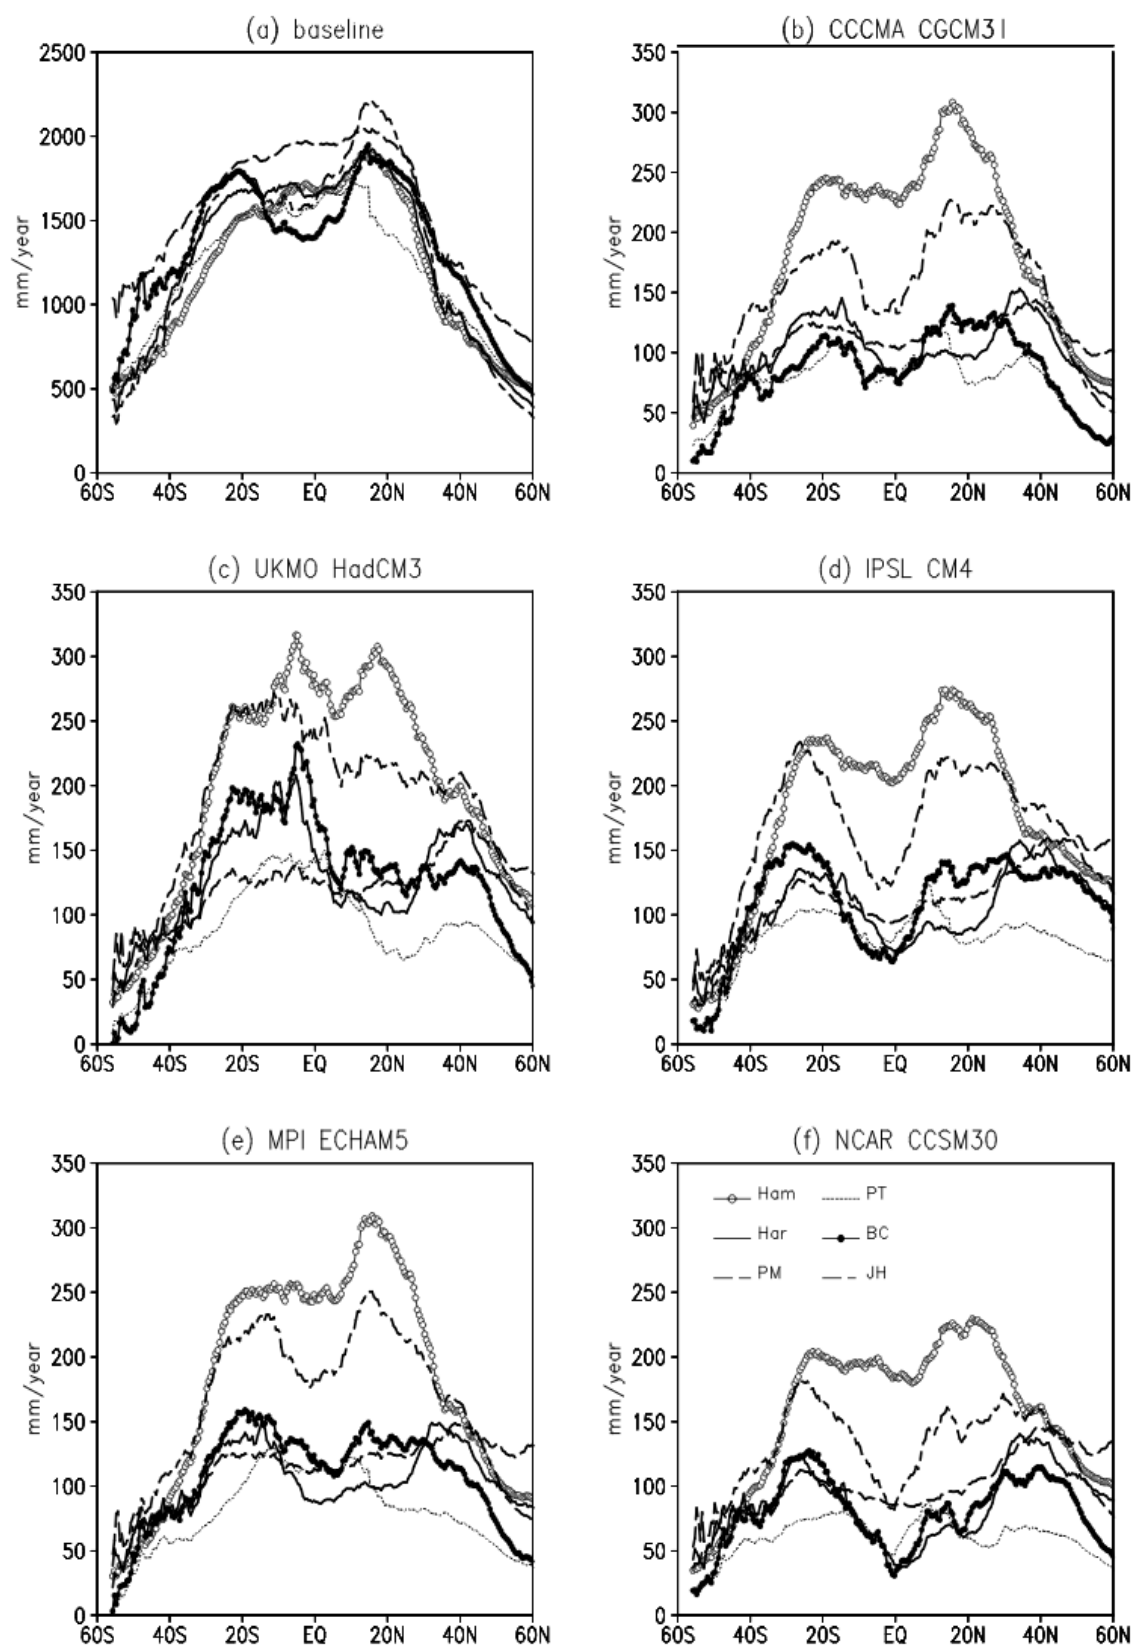 (a) baseline
2500
2000
1500
1000
500
0
mm/year
60S 40S 20S EQ 20N 40N 60N
(b) CCCMA CGCM31
350
300
250
200
150
100
50
0
mm/year
60S 40S 20S EQ 20N 40N 60N
(c) UKMO HadCM3
350
300
250
200
150
100
50
0
mm/year
60S 40S 20S EQ 20N 40N 60N
(d) IPSL CM4
350
300
250
200
150
100
50
0
mm/year
60S 40S 20S EQ 20N 40N 60N
(e) MPI ECHAM5
350
300
250
200
150
100
50
0
mm/year
60S 40S 20S EQ 20N 40N 60N
(f) NCAR CCSM30
350
300
250
200
150
100
50
0
mm/year
Ham PT
Har BC
PM JH
60S 40S 20S EQ 20N 40N 60N